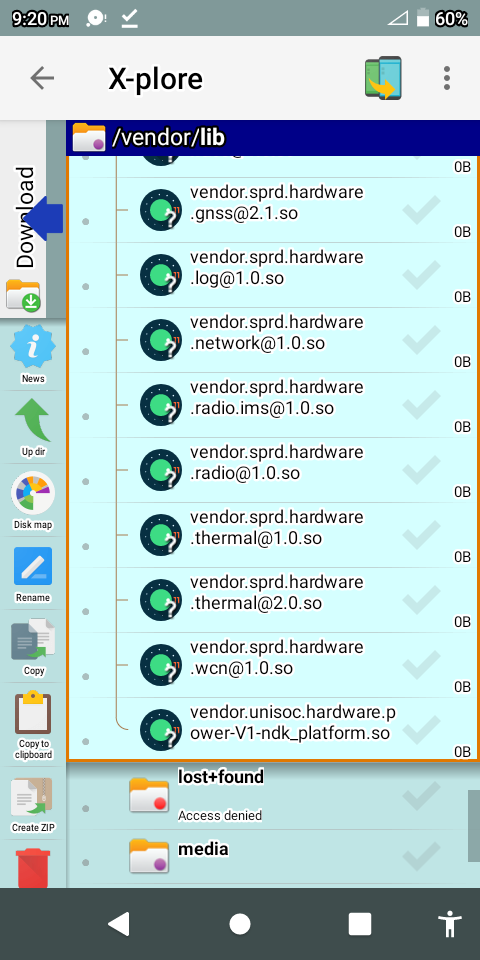 9:20 PM
60%
X-plore
/vendor/lib
0B
Download
vendor.sprd.hardware
.gnss@2.1.so
0B
vendor.sprd.hardware
.log@1.0.so
0B
vendor.sprd.hardware
.network@1.0.so
0B
vendor.sprd.hardware
.radio.ims@1.0.so
0B
vendor.sprd.hardware
.radio@1.0.so
0B
vendor.sprd.hardware
.thermal@1.0.so
0B
vendor.sprd.hardware
.thermal@2.0.so
0B
vendor.sprd.hardware
.wcn@1.0.so
0B
vendor.unisoc.hardware.p
ower-V1-ndk_platform.so
0B
lost+found
Access denied
media
News
Up dir
Disk map
Rename
Copy
Copy to
clipboard
Create ZIP